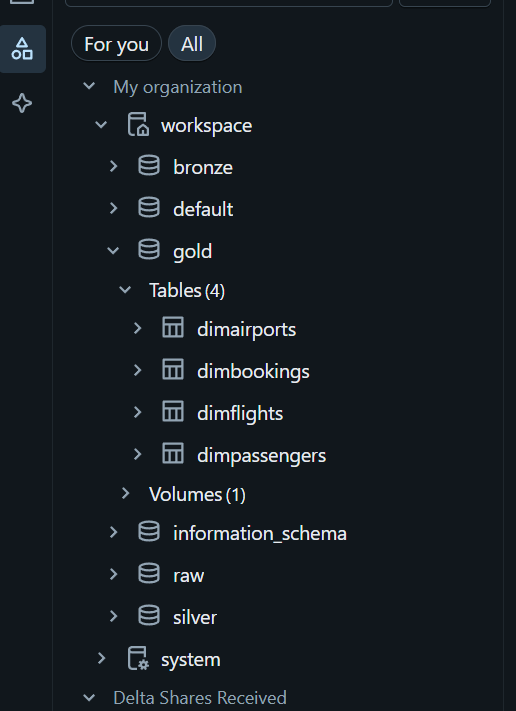 For you All
My organization
workspace
bronze
default
gold
Tables (4)
dimairports
dimbookings
dimflights
dimpassengers
Volumes (1)
information_schema
raw
silver
system
Delta Shares Received